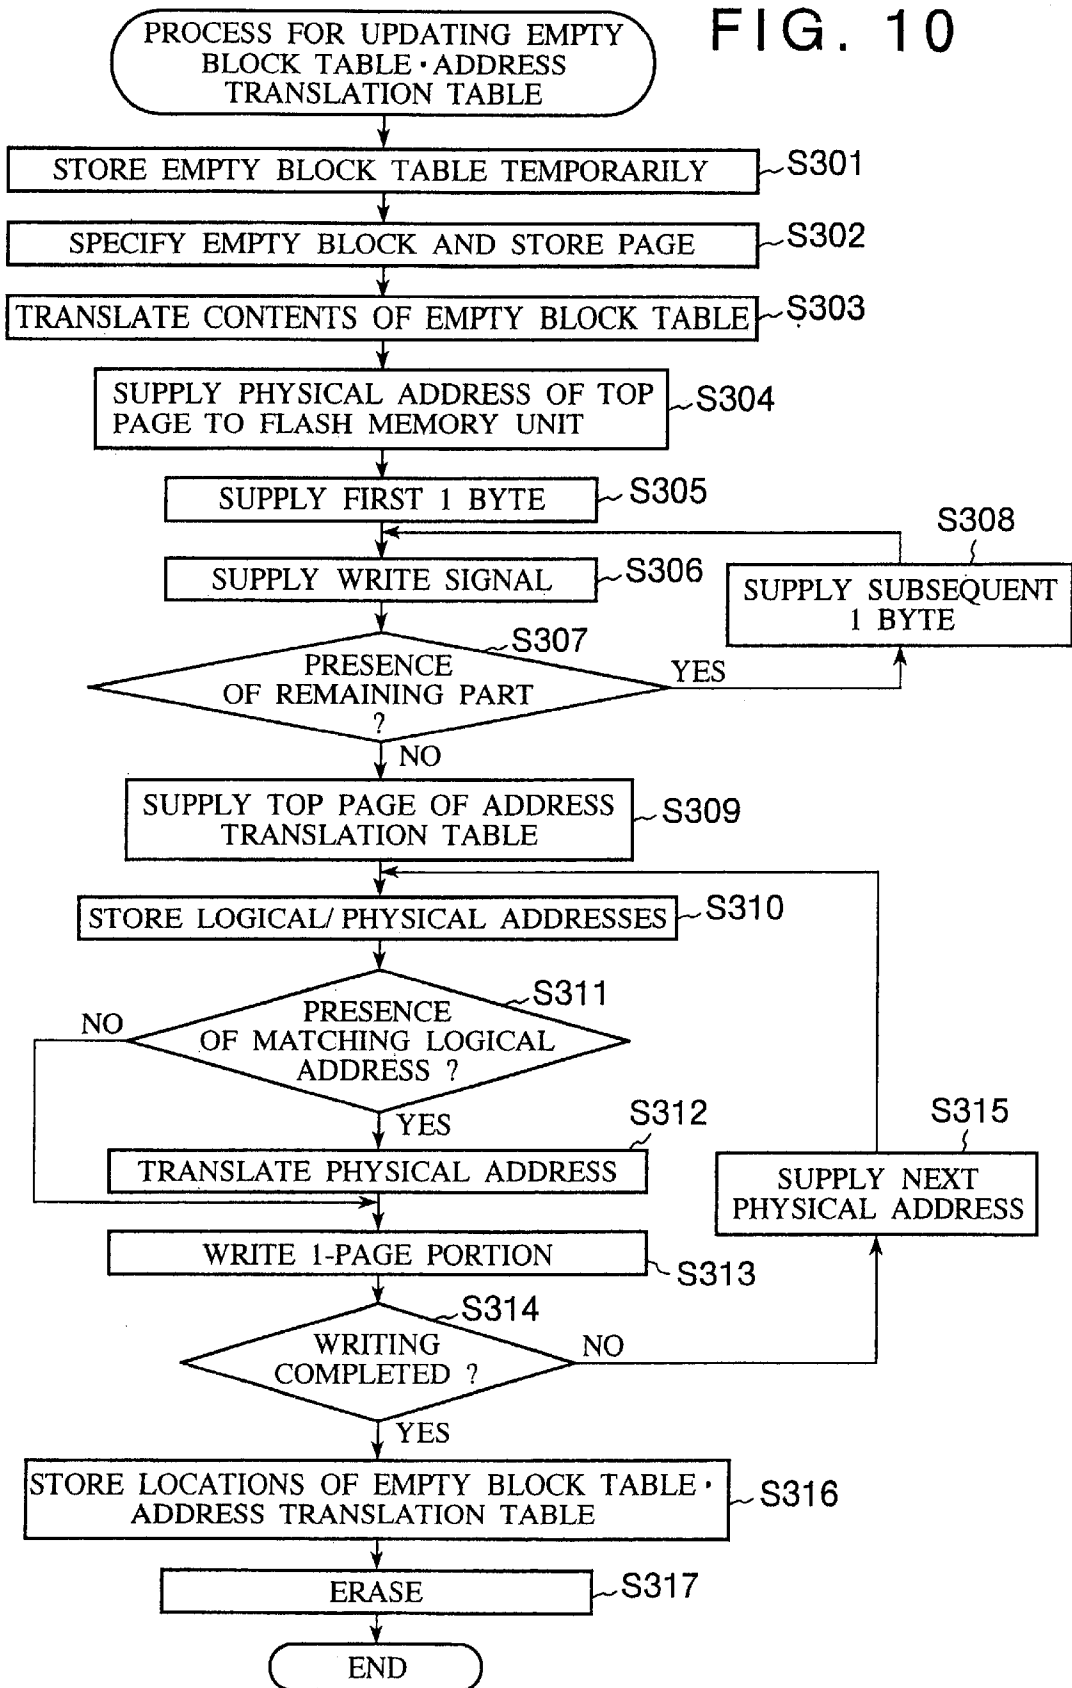 FIG. 10
PROCESS FOR UPDATING EMPTY
BLOCK TABLE・ADDRESS
TRANSLATION TABLE
STORE EMPTY BLOCK TABLE TEMPORARILY
S301
SPECIFY EMPTY BLOCK AND STORE PAGE
S302
TRANSLATE CONTENTS OF EMPTY BLOCK TABLE
S303
SUPPLY PHYSICAL ADDRESS OF TOP
PAGE TO FLASH MEMORY UNIT
S304
SUPPLY FIRST 1 BYTE
S305
SUPPLY WRITE SIGNAL
S306
S308
SUPPLY SUBSEQUENT
1 BYTE
S307
PRESENCE
OF REMAINING PART
?
YES
NO
SUPPLY TOP PAGE OF ADDRESS
TRANSLATION TABLE
S309
STORE LOGICAL/PHYSICAL ADDRESSES
S310
S311
PRESENCE
OF MATCHING LOGICAL
ADDRESS ?
NO
YES
S312
TRANSLATE PHYSICAL ADDRESS
S315
SUPPLY NEXT
PHYSICAL ADDRESS
WRITE 1-PAGE PORTION
S313
S314
WRITING
COMPLETED ?
NO
YES
STORE LOCATIONS OF EMPTY BLOCK TABLE・
ADDRESS TRANSLATION TABLE
S316
ERASE
S317
END